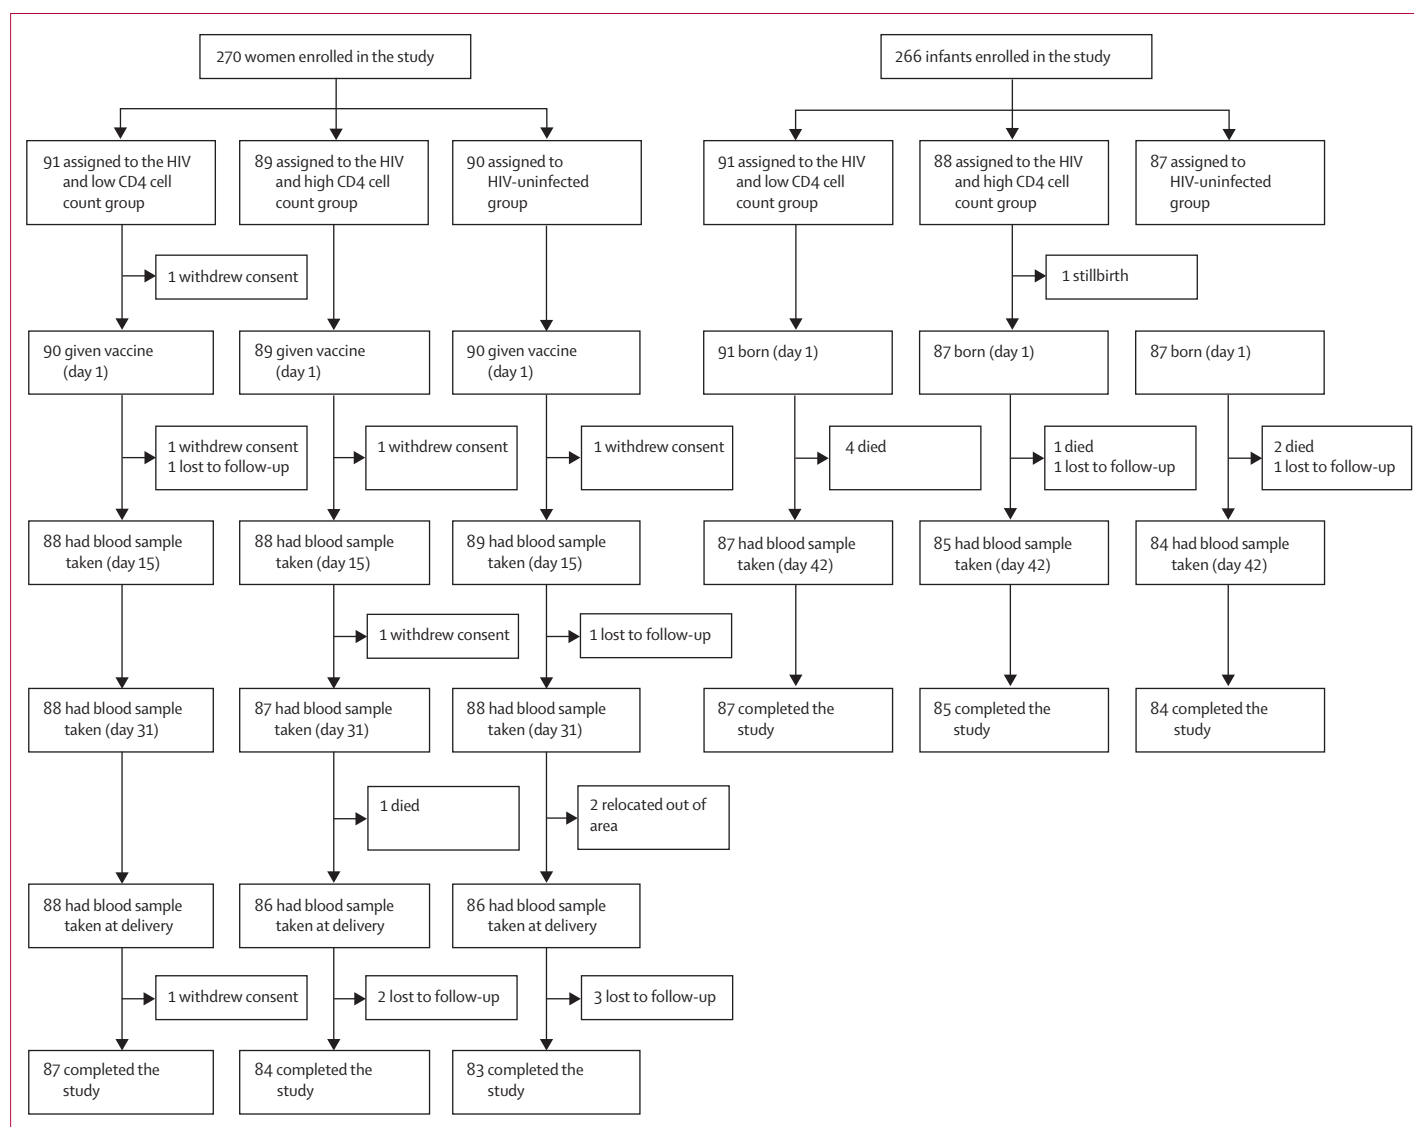 270 women enrolled in the study
91 assigned to the HIV
and low CD4 cell
count group
89 assigned to the HIV
and high CD4 cell
count group
90 assigned to
HIV-uninfected
group
1 withdrew consent
90 given vaccine
(day 1)
89 given vaccine
(day 1)
90 given vaccine
(day 1)
1 withdrew consent
1 lost to follow-up
1 withdrew consent
1 withdrew consent
88 had blood sample
taken (day 15)
88 had blood sample
taken (day 15)
89 had blood sample
taken (day 15)
1 withdrew consent
1 lost to follow-up
88 had blood sample
taken (day 31)
87 had blood sample
taken (day 31)
88 had blood sample
taken (day 31)
1 died
2 relocated out of
area
88 had blood sample
taken at delivery
86 had blood sample
taken at delivery
86 had blood sample
taken at delivery
1 withdrew consent
2 lost to follow-up
3 lost to follow-up
87 completed the
study
84 completed the
study
83 completed the
study
266 infants enrolled in the study
91 assigned to the HIV
and low CD4 cell
count group
88 assigned to the HIV
and high CD4 cell
count group
87 assigned to
HIV-uninfected
group
1 stillbirth
91 born (day 1)
87 born (day 1)
87 born (day 1)
4 died
1 died
1 lost to follow-up
2 died
1 lost to follow-up
87 had blood sample
taken (day 42)
85 had blood sample
taken (day 42)
84 had blood sample
taken (day 42)
87 completed the
study
85 completed the
study
84 completed the
study